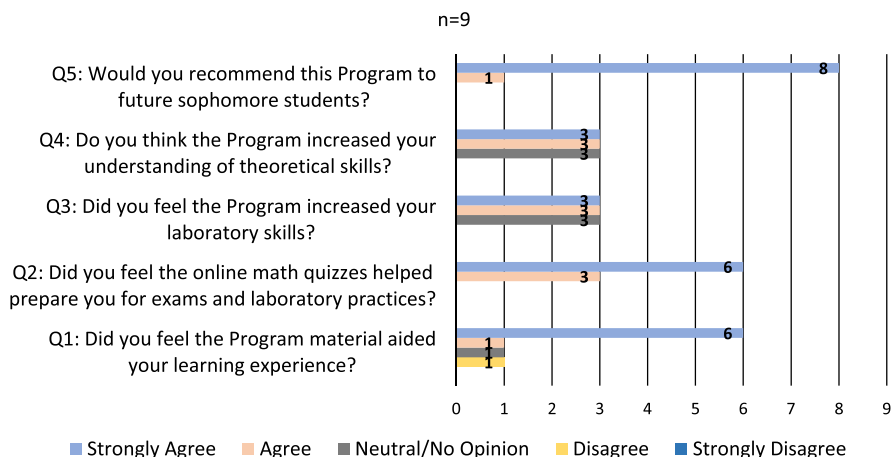 n=9
Q5: Would you recommend this Program to
future sophomore students?
8
1
Q4: Do you think the Program increased your
understanding of theoretical skills?
3
3
3
Q3: Did you feel the Program increased your
laboratory skills?
3
3
3
Q2: Did you feel the online math quizzes helped
prepare you for exams and laboratory practices?
6
3
Q1: Did you feel the Program material aided
your learning experience?
6
1
1
1
0 1 2 3 4 5 6 7 8 9
Strongly Agree Agree Neutral/No Opinion Disagree Strongly Disagree